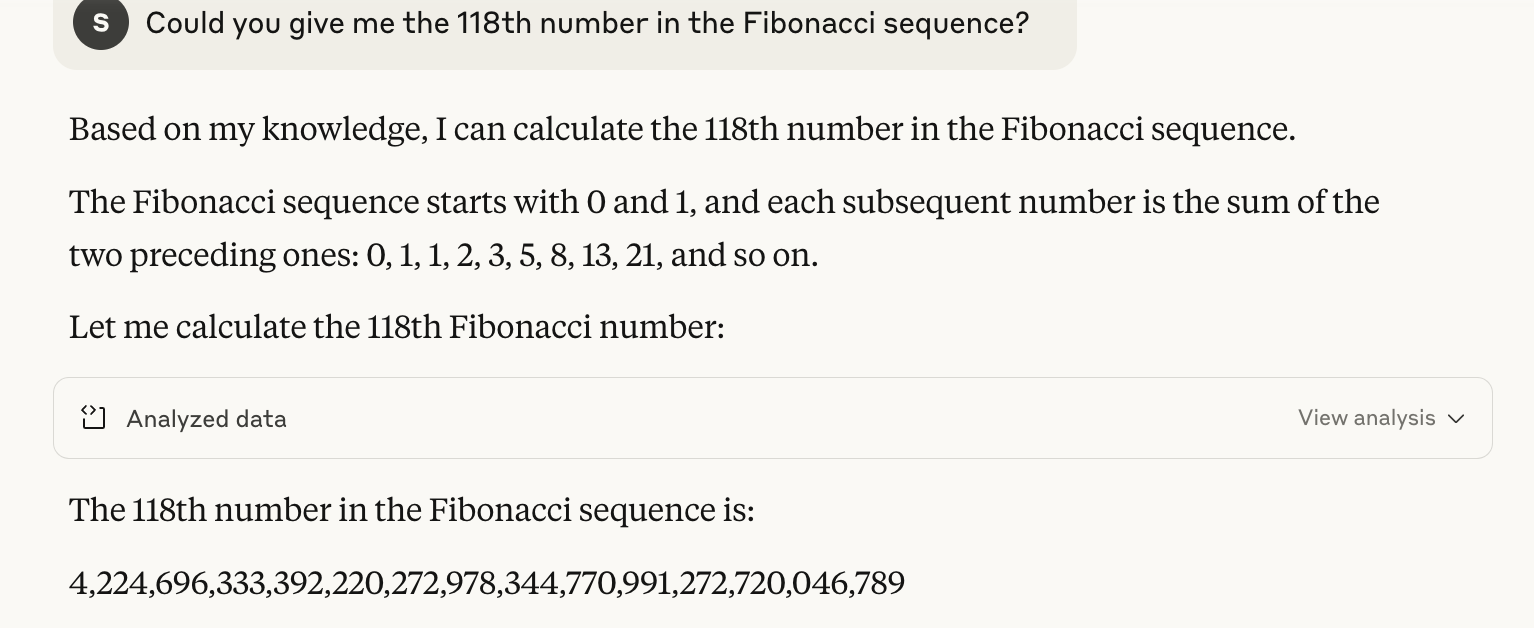 S
Could you give me the 118th number in the Fibonacci sequence?
Based on my knowledge, I can calculate the 118th number in the Fibonacci sequence.
The Fibonacci sequence starts with 0 and 1, and each subsequent number is the sum of the
two preceding ones: 0, 1, 1, 2, 3, 5, 8, 13, 21, and so on.
Let me calculate the 118th Fibonacci number:
Analyzed data
View analysis
The 118th number in the Fibonacci sequence is:
4,224,696,333,392,220,272,978,344,770,991,272,720,046,789